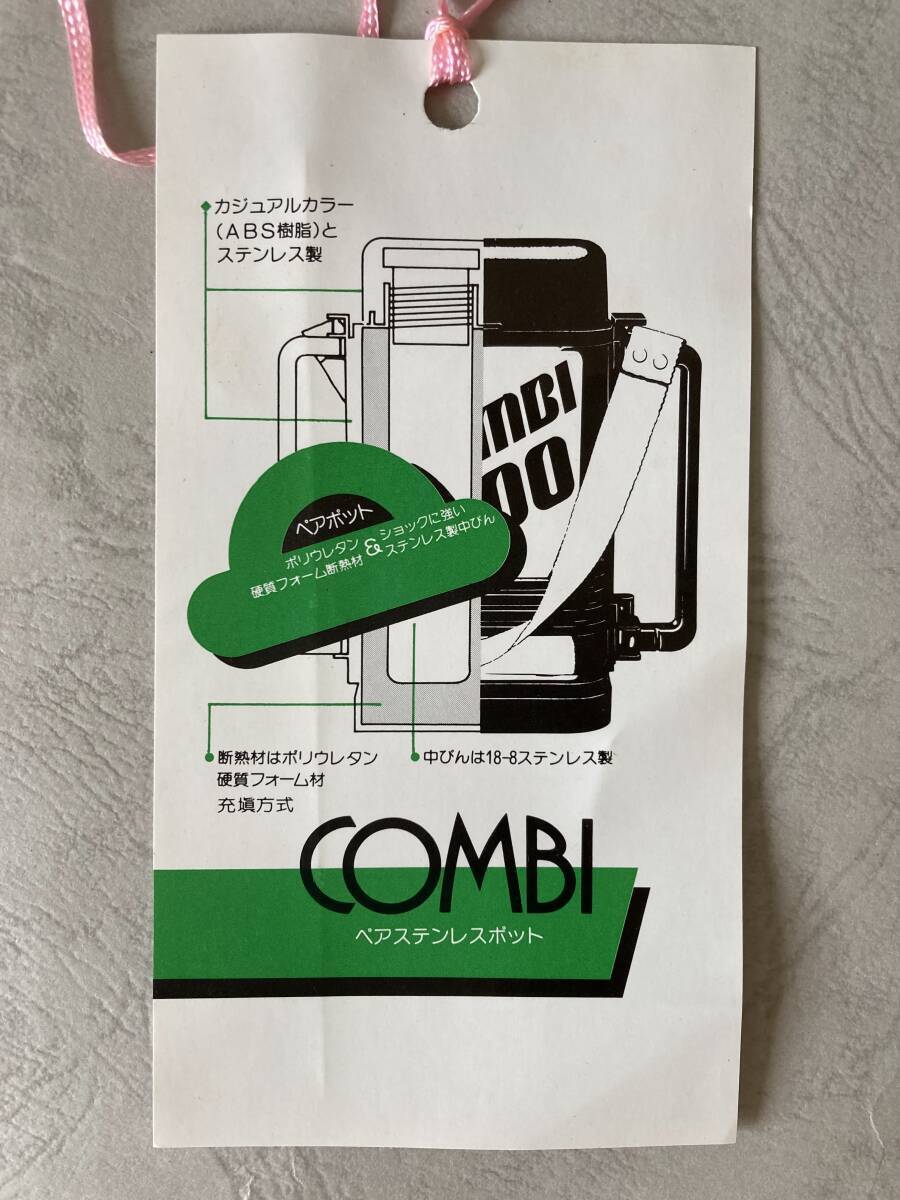 カジュアルカラー
(ABS樹脂)と
ステンレス製
MBI
00
ペアポット
ポリウレタン
硬質フォーム断熱材
&
ショックに強い
ステンレス製中びん
断熱材はポリウレタン
硬質フォーム材
充塡方式
中びんは18-8ステンレス製
COMBI
ペアステンレスポット